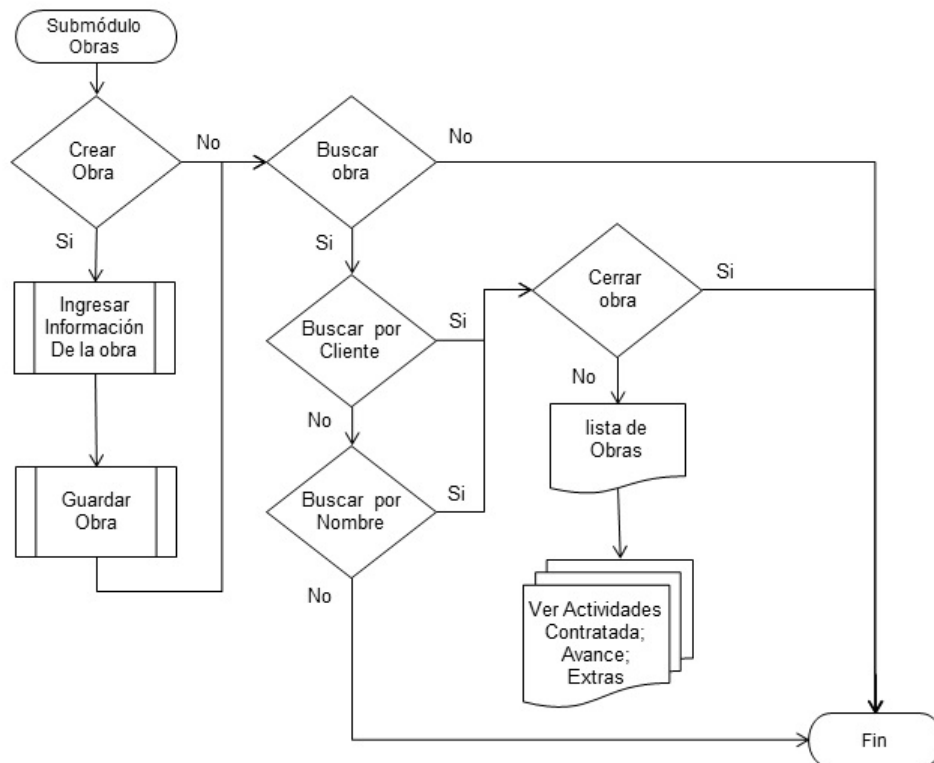 Submódulo
Obras
Crear
Obra
No
Si
Ingresar
Información
De la obra
Guardar
Obra
Buscar
obra
No
Si
Buscar por
Cliente
Si
No
Buscar por
Nombre
Si
No
Cerrar
obra
Si
No
lista de
Obras
Ver Actividades
Contratada;
Avance;
Extras
Fin